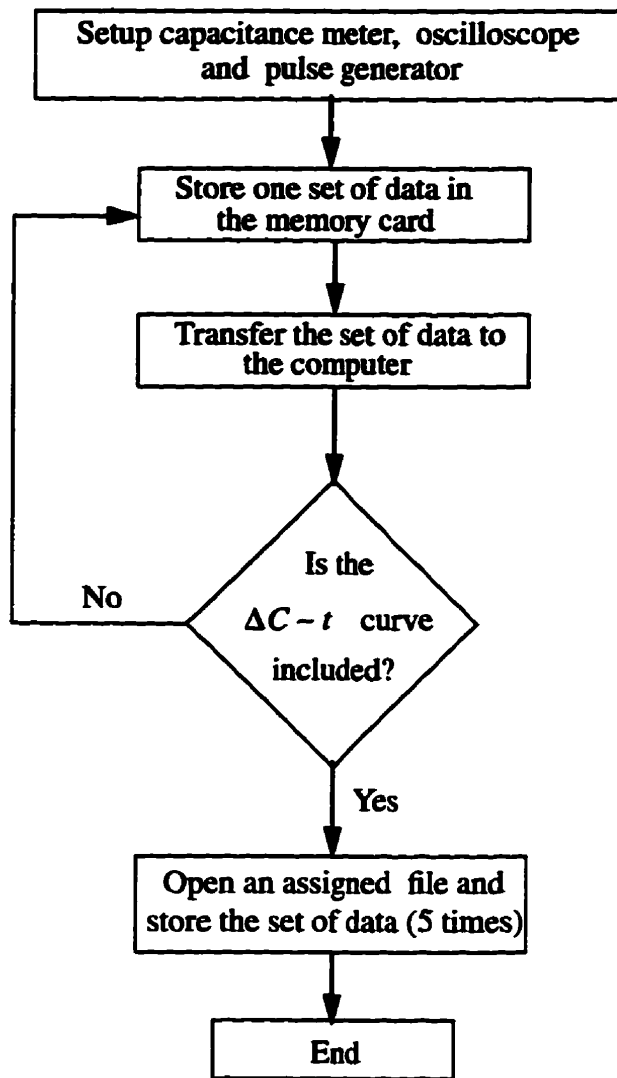 Setup capacitance meter, oscilloscope
and pulse generator
Store one set of data in
the memory card
Transfer the set of data to
the computer
Is the
ΔC ~ t curve
included?
No
Yes
Open an assigned file and
store the set of data (5 times)
End